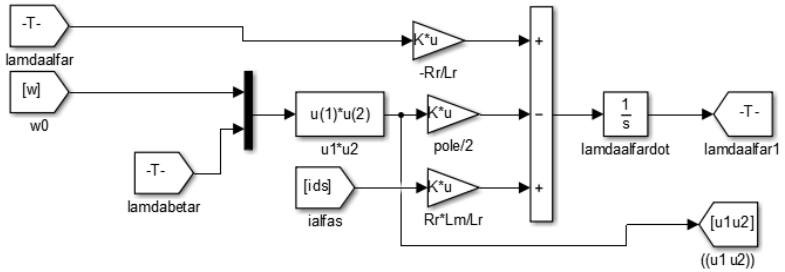 -T-
lamdaalfar
K*u
-Rr/Lr
+
[w]
w0
u(1)*u(2)
u1*u2
K*u
pole/2
−
1
s
lamdaalfardot
-T-
lamdaalfar1
-T-
lamdabetar
[ids]
ialfas
K*u
Rr*Lm/Lr
+
[u1u2]
((u1 u2))